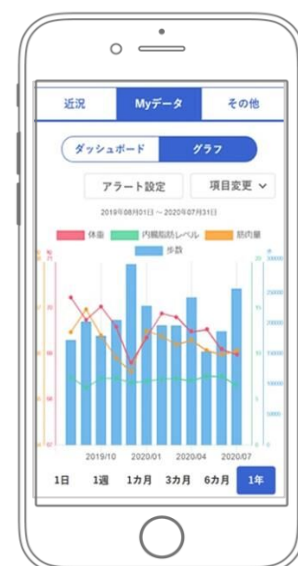 近況 Myデータ その他
ダッシュボード グラフ
アラート設定 項目変更
2019年08月01日 ~ 2020年07月31日
体重 内臓脂肪レベル 筋肉量
歩数
2019/10 2020/01 2020/04 2020/07
1日 1週 1カ月 3カ月 6カ月 1年